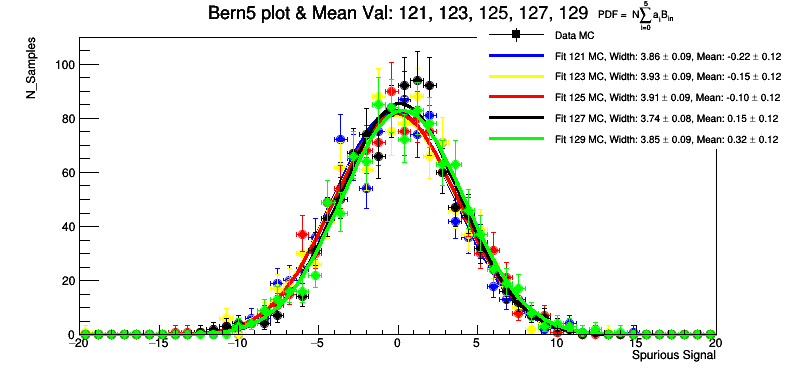 Bern5 plot & Mean Val: 121, 123, 125, 127, 129 PDF = N∑aᵢBᵢₙ
5
i=0
N_Samples
Data MC
Fit 121 MC, Width: 3.86 ± 0.09, Mean: -0.22 ± 0.12
Fit 123 MC, Width: 3.93 ± 0.09, Mean: -0.15 ± 0.12
Fit 125 MC, Width: 3.91 ± 0.09, Mean: -0.10 ± 0.12
Fit 127 MC, Width: 3.74 ± 0.08, Mean: 0.15 ± 0.12
Fit 129 MC, Width: 3.85 ± 0.09, Mean: 0.32 ± 0.12
100
80
60
40
20
0
−20 −15 −10 −5 0 5 10 15 20
Spurious Signal